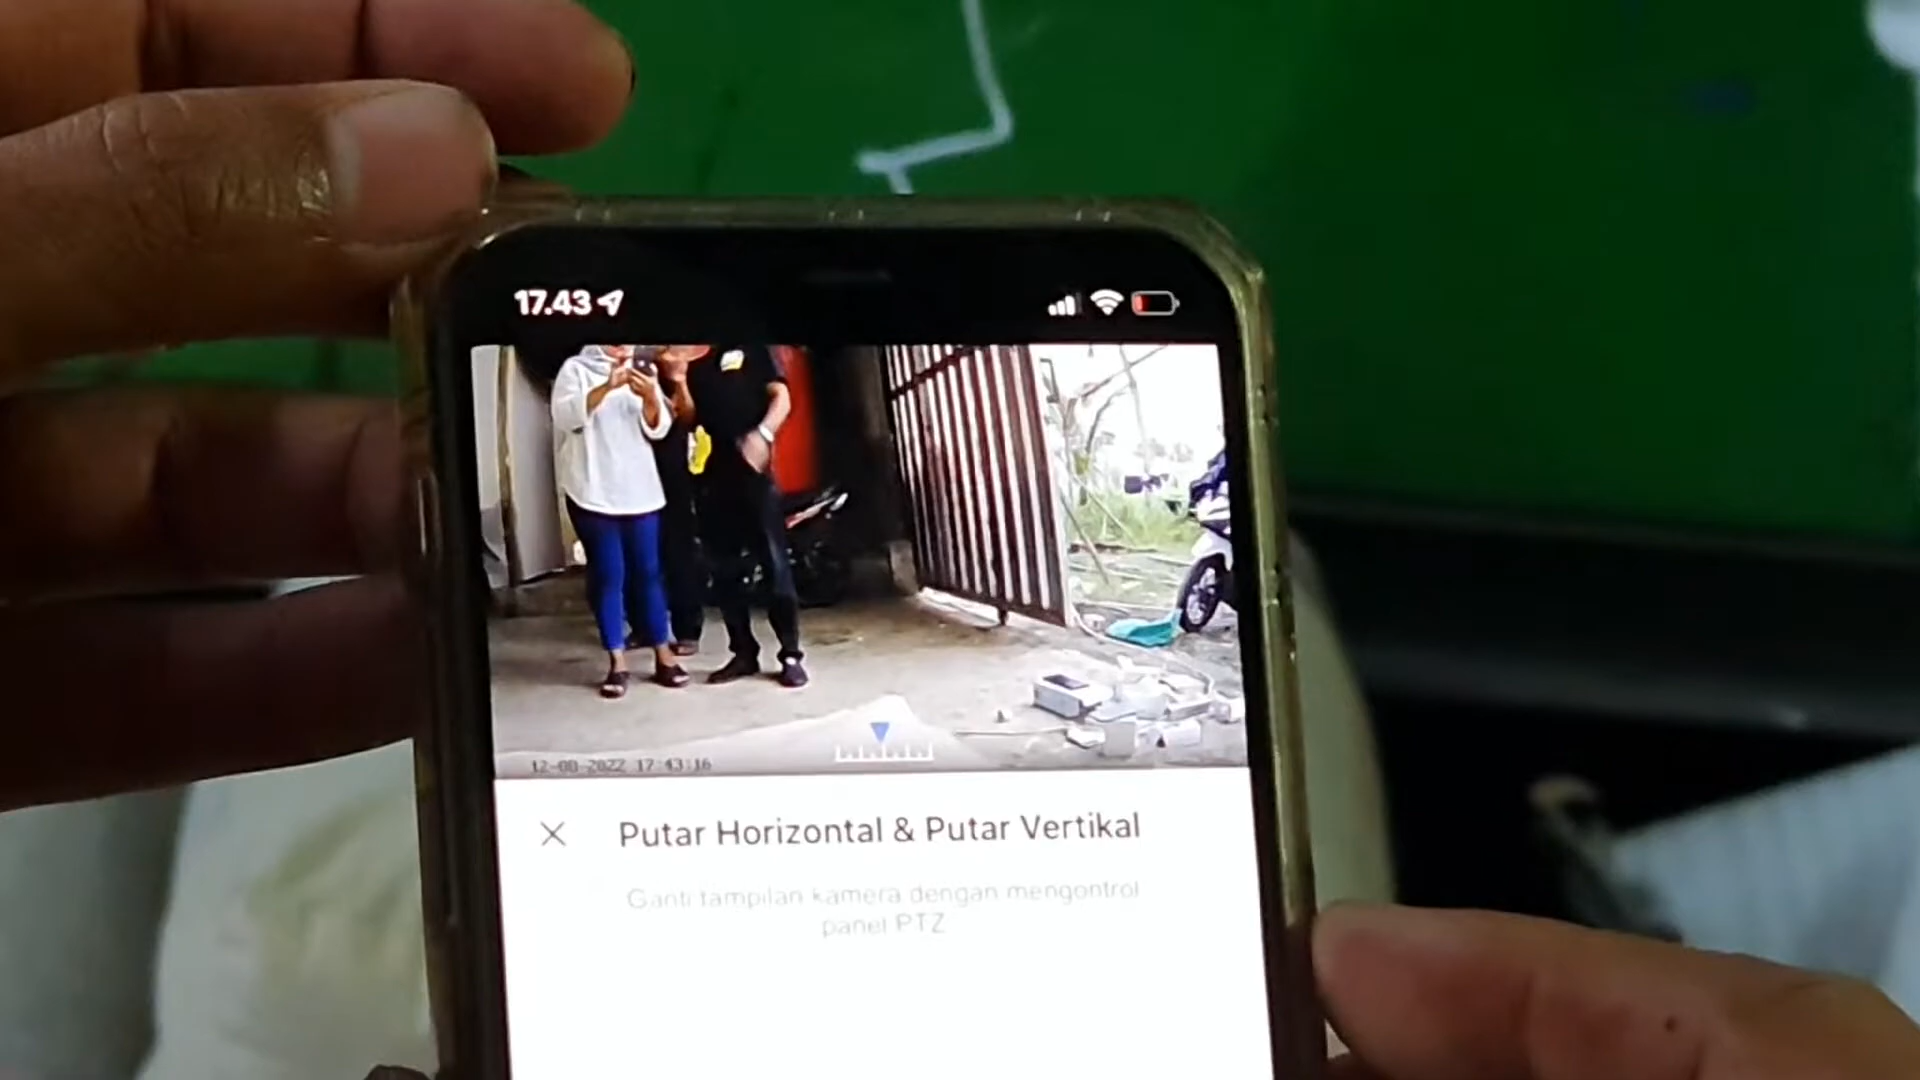 17.43
12-08-2022 17:43:16
Putar Horizontal & Putar Vertikal
Ganti tampilan kamera dengan mengontrol
panel PTZ